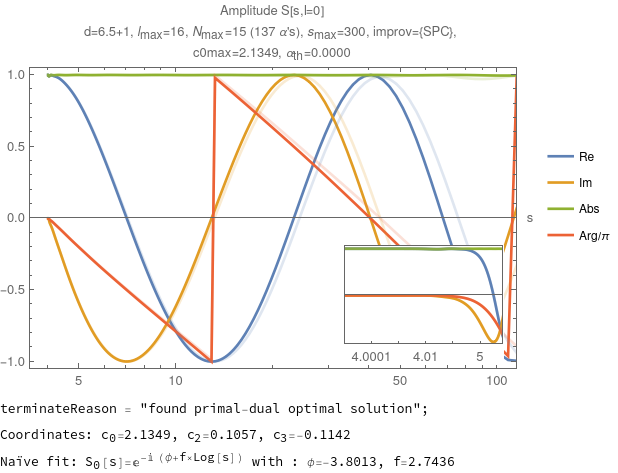 Amplitude S[s,l=0]
d=6.5+1, lmax=16, Nmax=15 (137 α's), smax=300, improv={SPC},
c0max=2.1349, αth=0.0000
1.0
0.5
0.0
−0.5
−1.0
5
10
50
100
s
4.0001
4.01
5
Re
Im
Abs
Arg/π
terminateReason = "found primal-dual optimal solution";
Coordinates: c0=2.1349, c2=0.1057, c3=-0.1142
Naïve fit: S0[s]=e^-i (ϕ+f×Log[s]) with : ϕ=-3.8013, f=2.7436